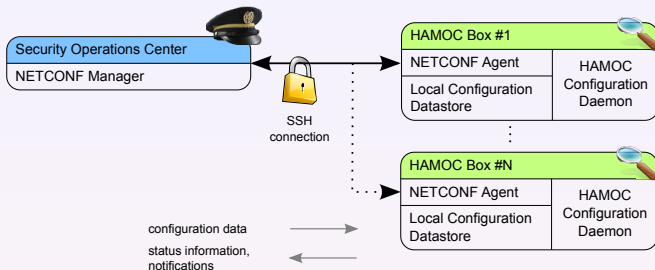 Security Operations Center
NETCONF Manager
SSH
connection
HAMOC Box #1
NETCONF Agent
Local Configuration
Datastore
HAMOC
Configuration
Daemon
HAMOC Box #N
NETCONF Agent
Local Configuration
Datastore
HAMOC
Configuration
Daemon
configuration data
status information,
notifications